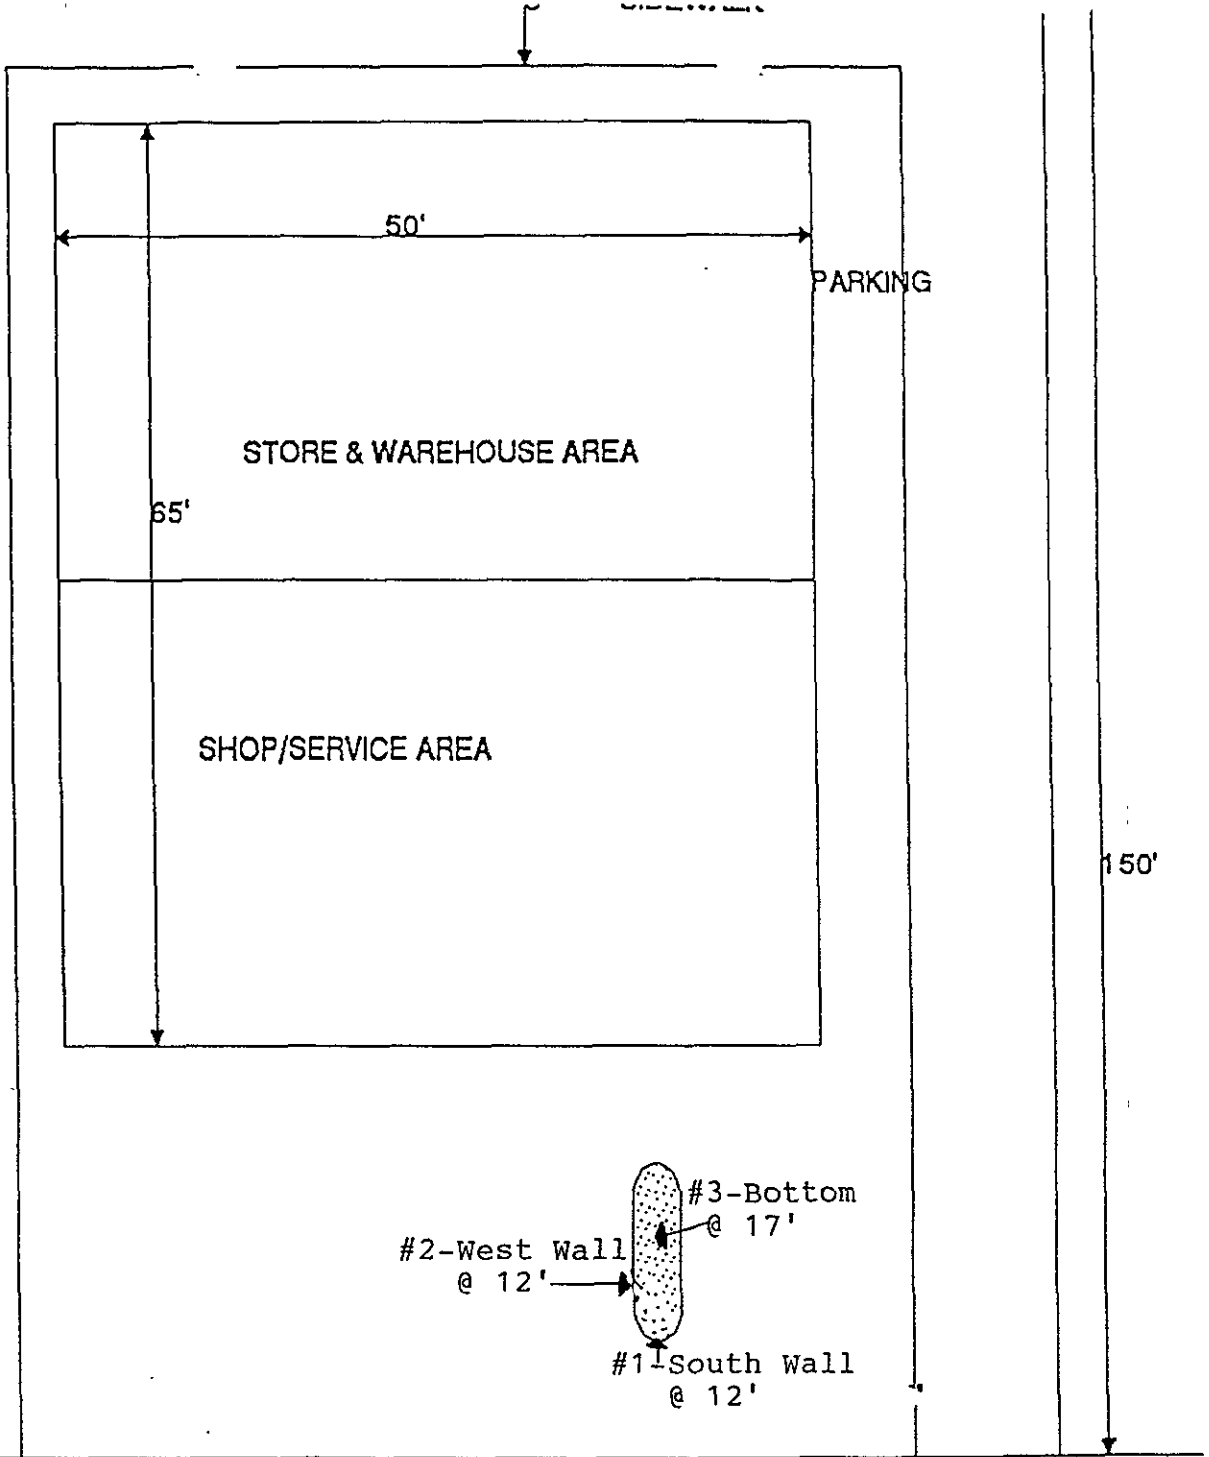 50'
PARKING
STORE & WAREHOUSE AREA
65'
SHOP/SERVICE AREA
150'
#3-Bottom
@ 17'
#2-West Wall
@ 12'
#1-South Wall
@ 12'